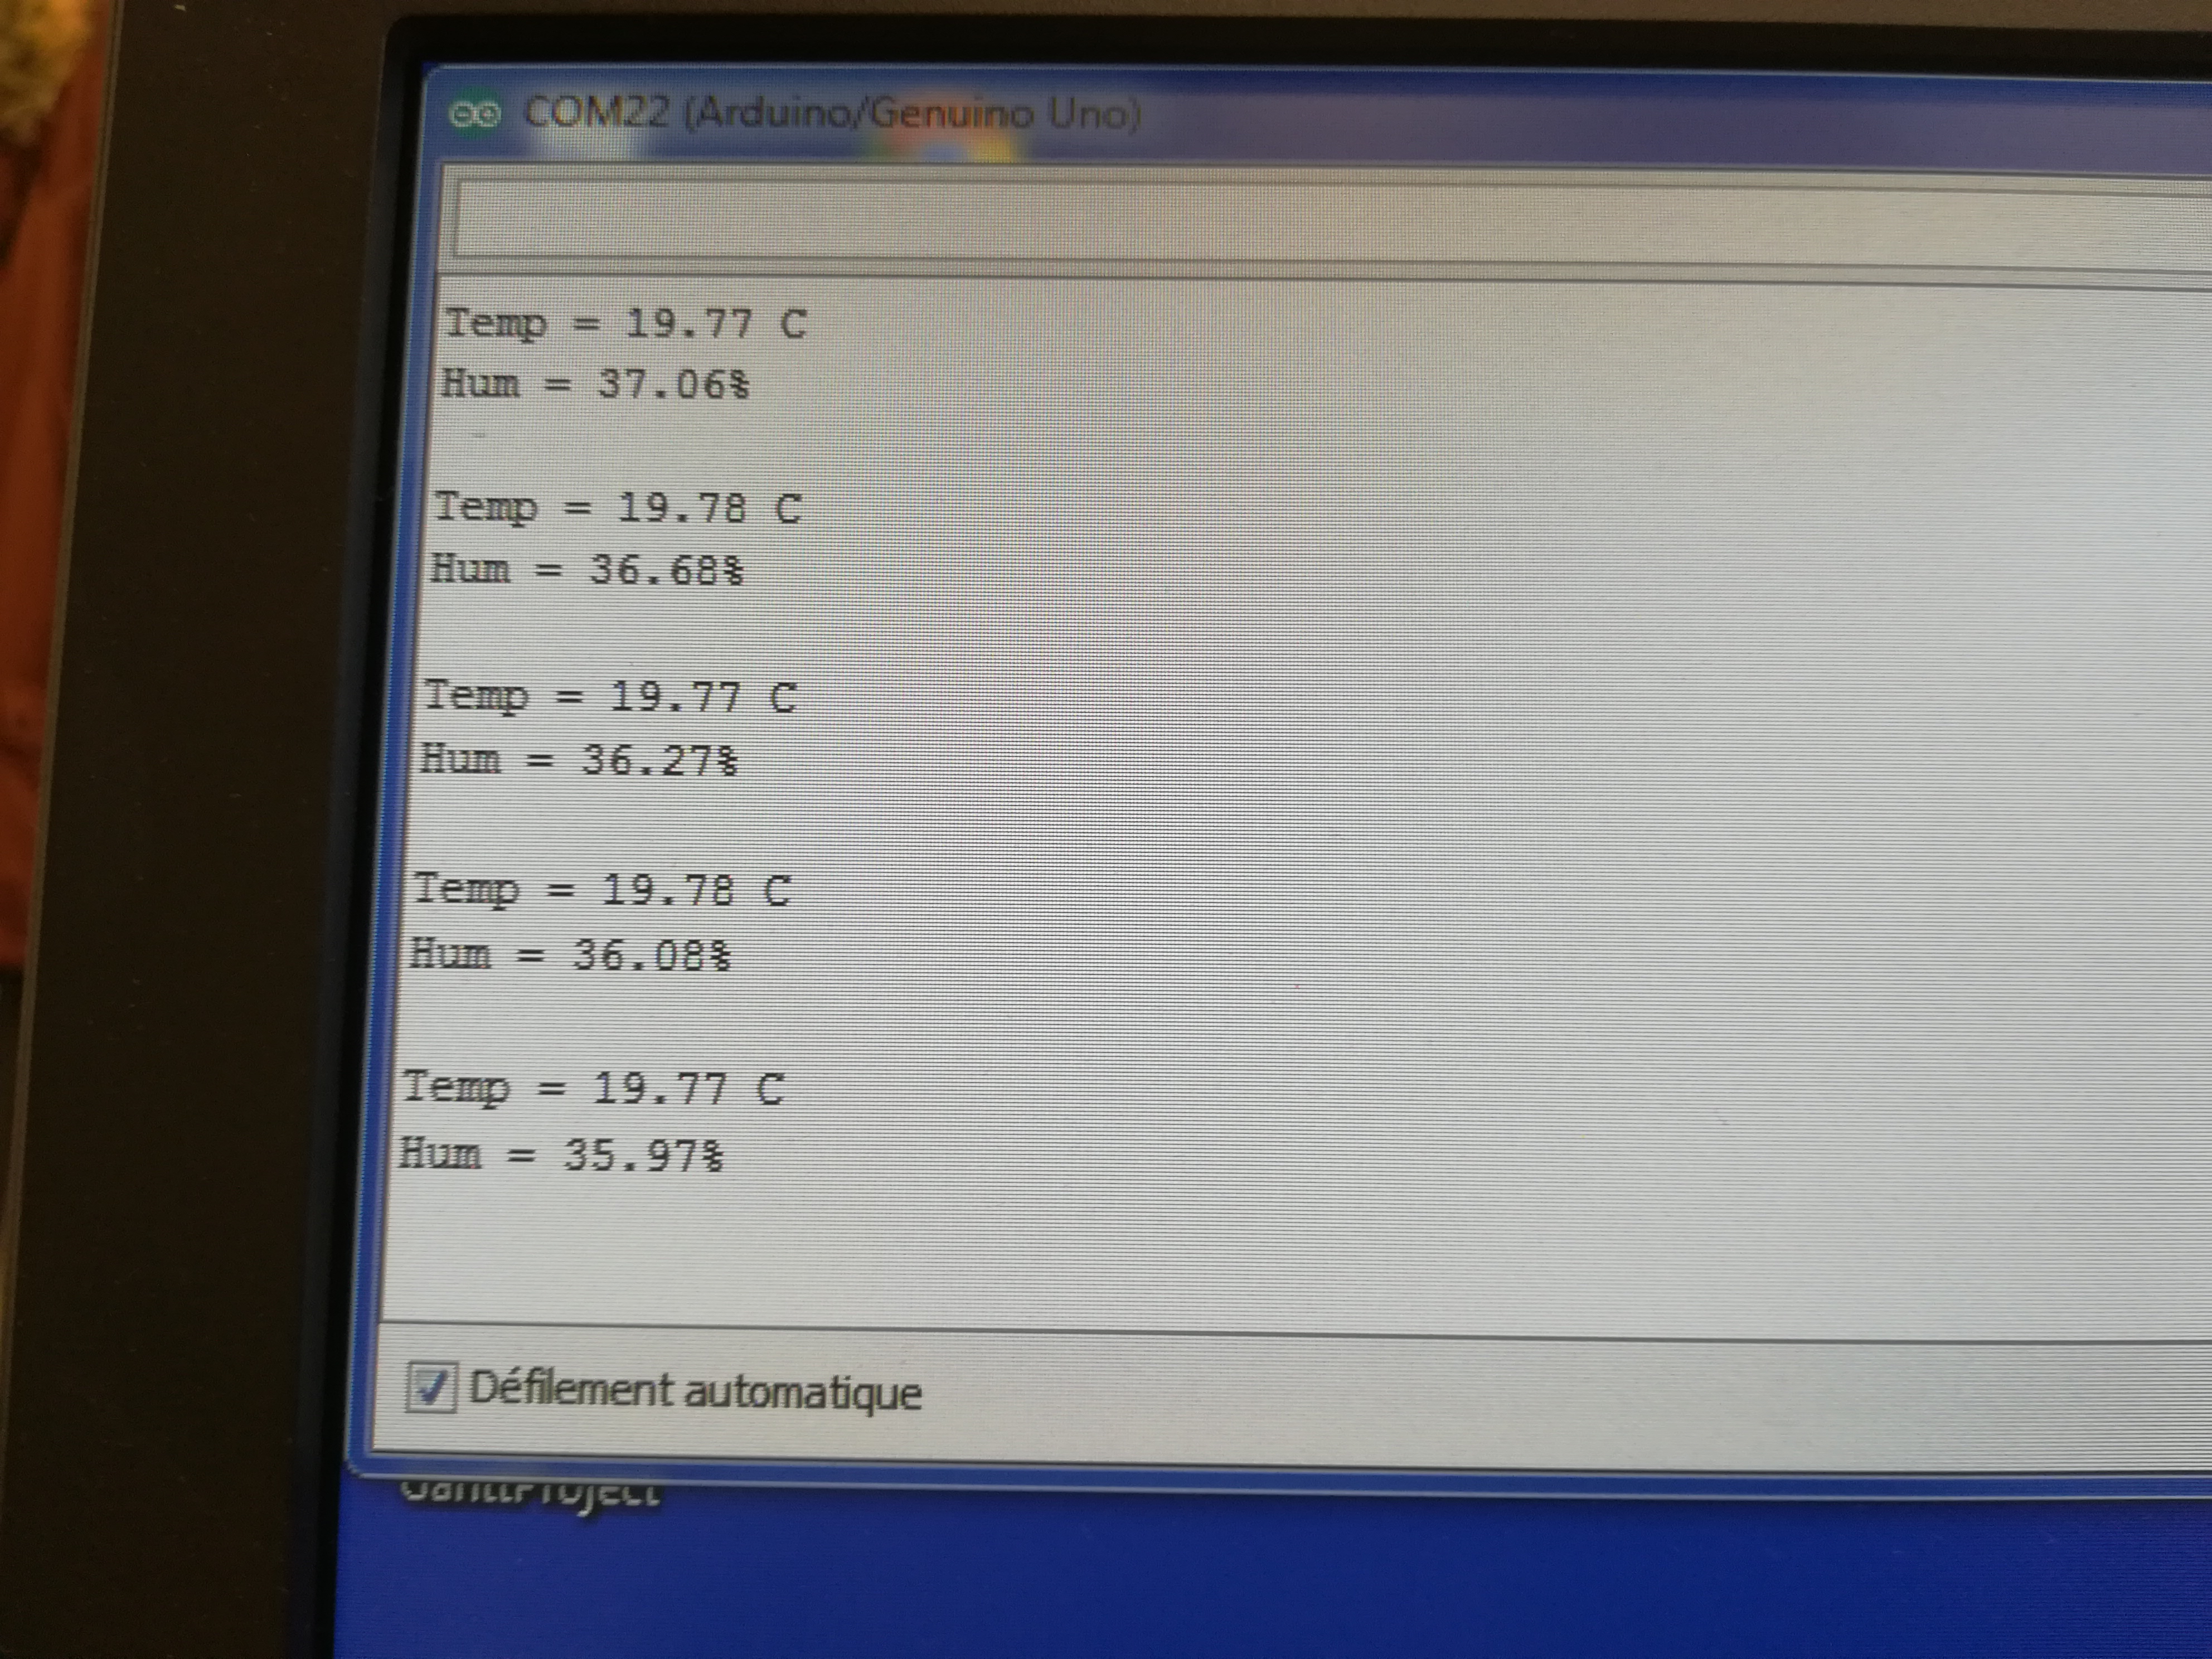 COM22 (Arduino/Genuino Uno)
Temp = 19.77 C
Hum = 37.06%
Temp = 19.78 C
Hum = 36.68%
Temp = 19.77 C
Hum = 36.27%
Temp = 19.78 C
Hum = 36.08%
Temp = 19.77 C
Hum = 35.97%
Défilement automatique
GanttProject